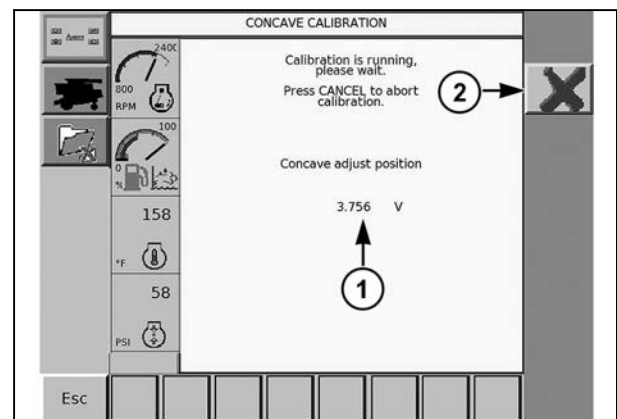 CONCAVE CALIBRATION
2400
800
RPM
Calibration is running,
please wait.
Press CANCEL to abort
calibration.
2
100
0
%
Concave adjust position
158
°F
3.756 V
1
58
PSI
Esc